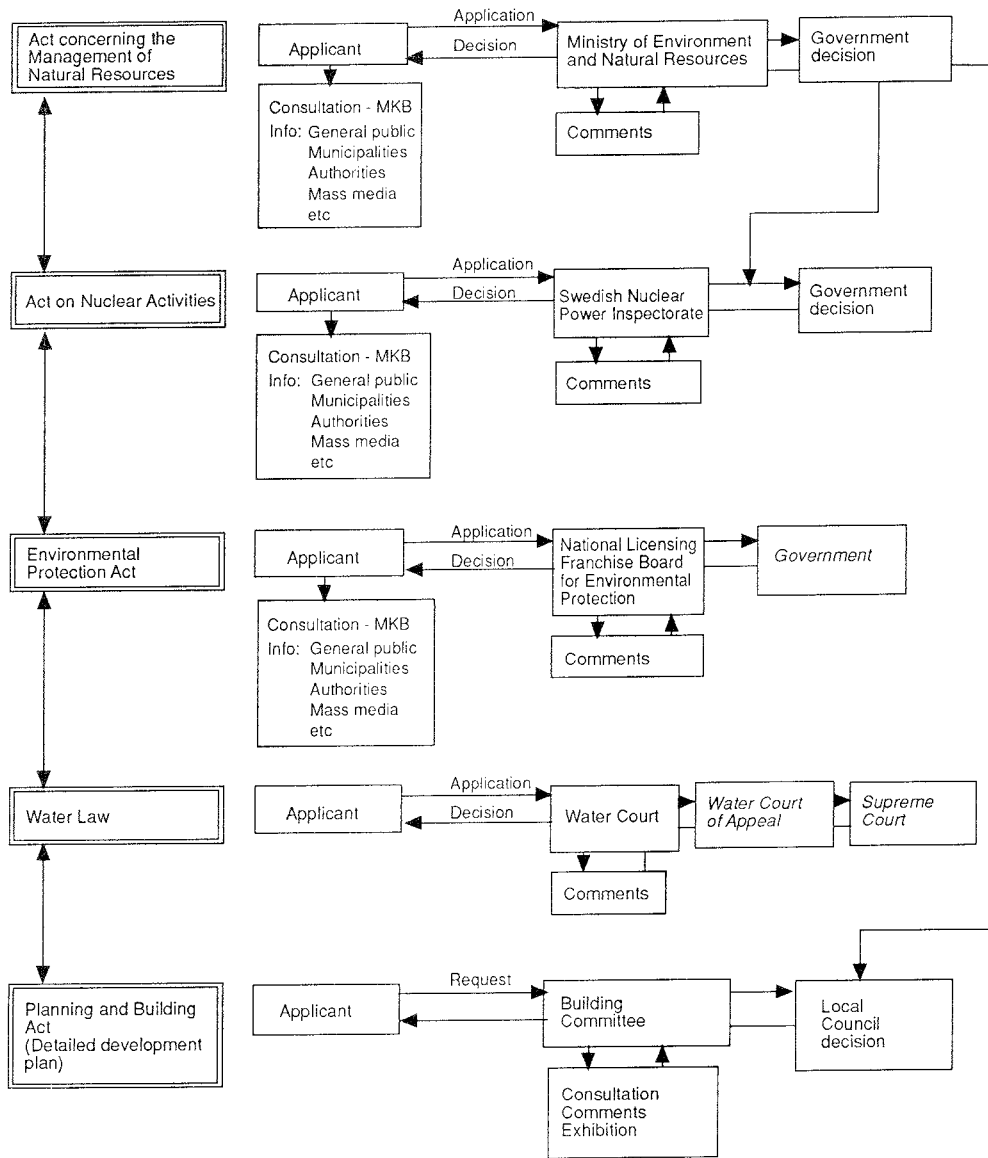 Act concerning the
Management of
Natural Resources
Applicant
Application
Decision
Ministry of Environment
and Natural Resources
Government
decision
Consultation - MKB
Info: General public
Municipalities
Authorities
Mass media
etc
Comments
Act on Nuclear Activities
Applicant
Application
Decision
Swedish Nuclear
Power Inspectorate
Government
decision
Consultation - MKB
Info: General public
Municipalities
Authorities
Mass media
etc
Comments
Environmental
Protection Act
Applicant
Application
Decision
National Licensing
Franchise Board
for Environmental
Protection
Government
Consultation - MKB
Info: General public
Municipalities
Authorities
Mass media
etc
Comments
Water Law
Applicant
Application
Decision
Water Court
Water Court
of Appeal
Supreme
Court
Comments
Planning and Building
Act
(Detailed development
plan)
Applicant
Request
Building
Committee
Local
Council
decision
Consultation
Comments
Exhibition